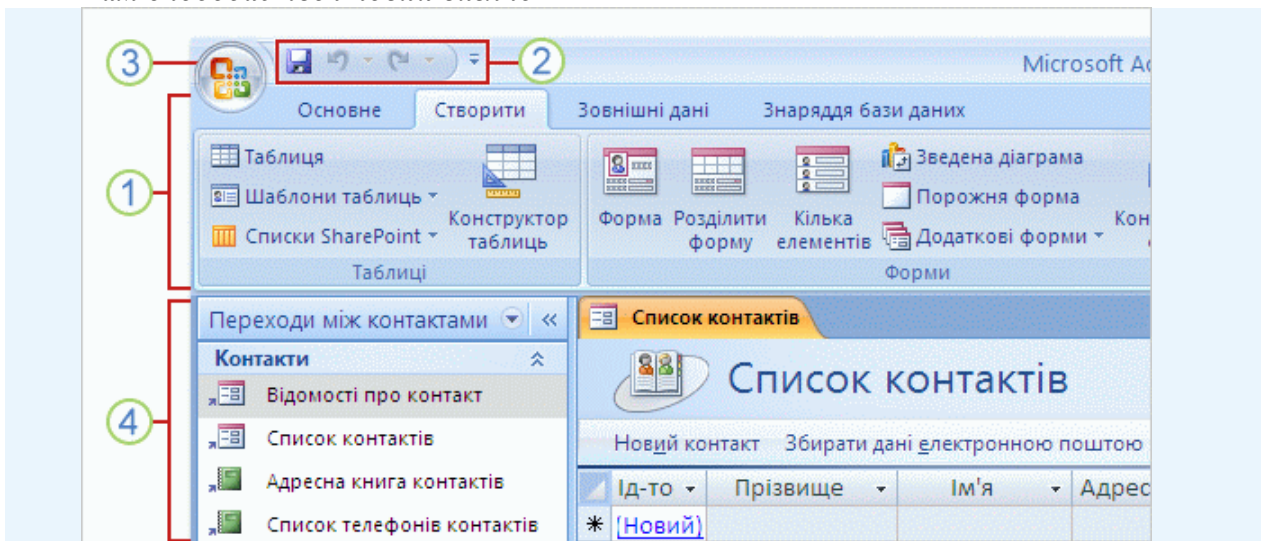 3
2
Microsoft Ac
Основне Створити Зовнішні дані Знаряддя бази даних
1
Таблиця
Шаблони таблиць
Списки SharePoint
Конструктор
таблиць
Таблиці
Форма
Розділити
форму
Кілька
елементів
Зведена діаграма
Порожня форма
Додаткові форми
Кон
Форми
4
Переходи між контактами
Контакти
Відомості про контакт
Список контактів
Адресна книга контактів
Список телефонів контактів
Список контактів
Список контактів
Новий контакт Збирати дані електронною поштою
Ід-то Прізвище Ім'я Адрес
(Новий)